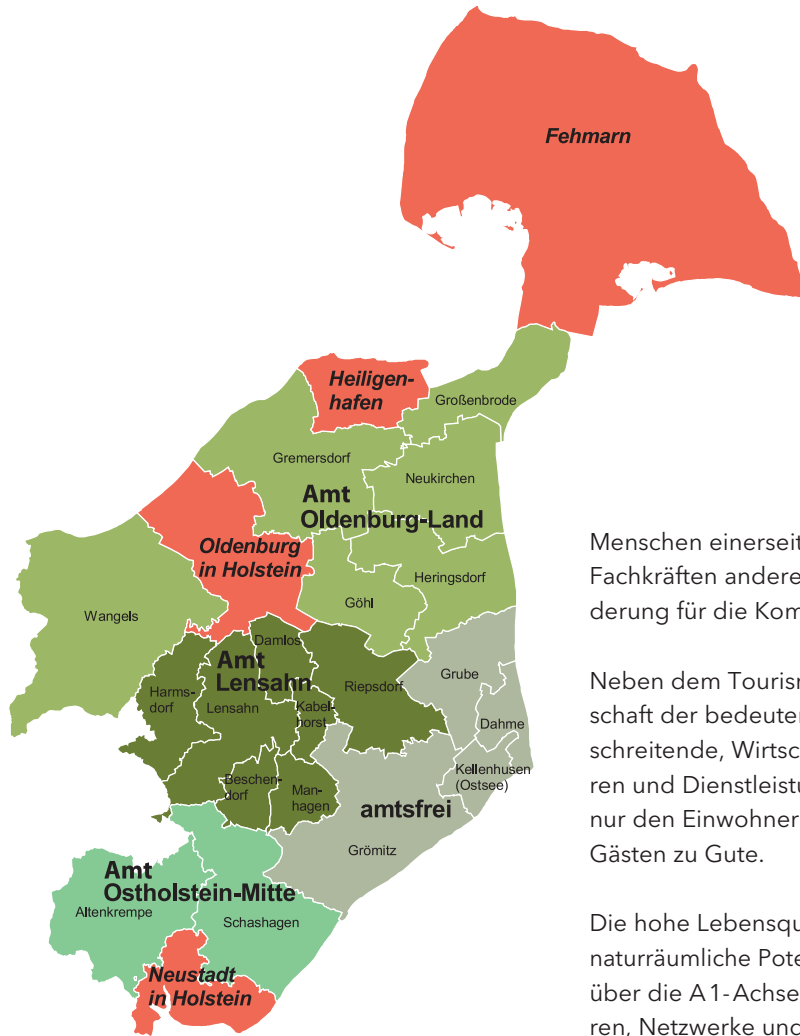 Fehmarn
Heiligen-
hafen
Großenbrode
Gremersdorf
Neukirchen
Amt
Oldenburg-Land
Oldenburg
in Holstein
Heringsdorf
Göhl
Wangels
Damlos
Amt
Lensahn
Grube
Riepsdorf
Harms-
dorf
Lensahn
Kabel-
horst
Dahme
Kellenhusen
(Ostsee)
Beschen-
dorf
Man-
hagen
amtsfrei
Grömitz
Amt
Ostholstein-Mitte
Altenkrempe
Schashagen
Neustadt
in Holstein
Menschen einerseit
Fachkräften andere
derung für die Kom
Neben dem Tourism
schaft der bedeuten
schreitende, Wirtsc
ren und Dienstleistu
nur den Einwohner
Gästen zu Gute.
Die hohe Lebensqu
naturräumliche Pote
über die A1-Achse
ren, Netzwerke und